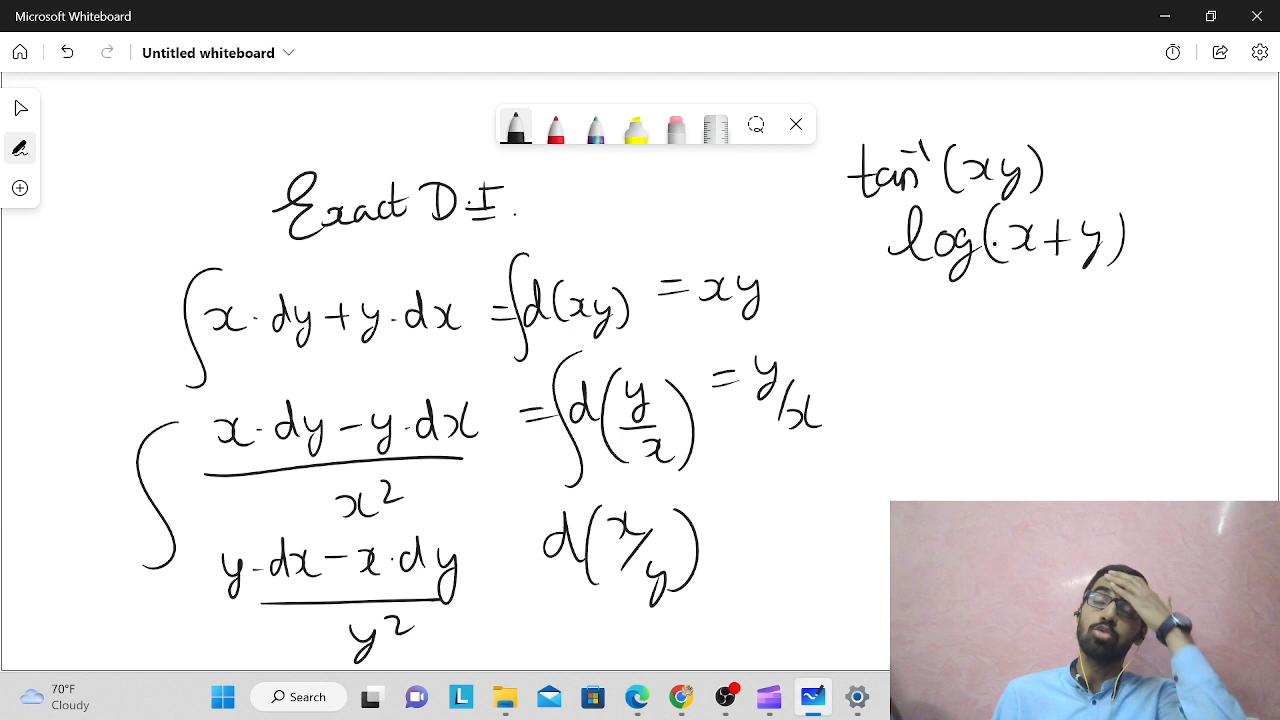 Microsoft Whiteboard
Untitled whiteboard
Exact D.I.
tan⁻¹(xy)
log(x+y)
∫x·dy+y·dx = ∫d(xy) = xy
∫(x·dy-y·dx)/x² = ∫d(y/x) = y/x
(y·dx-x·dy)/y² d(x/y)
70°F
Cloudy
Search
L